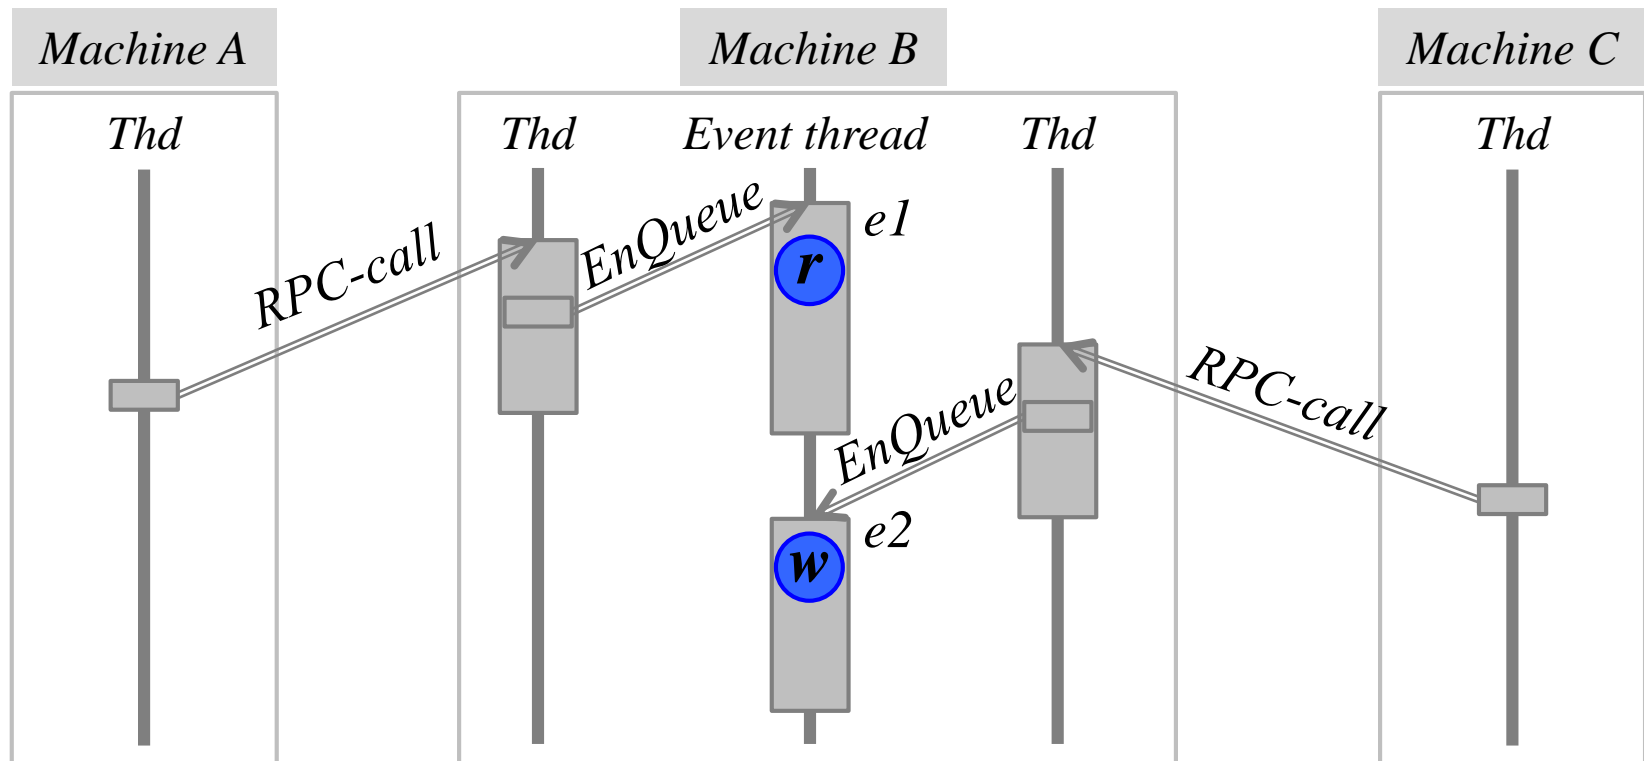 Machine A
Machine B
Machine C
Thd
Thd
Event thread
Thd
Thd
RPC-call
EnQueue
e1
r
EnQueue
RPC-call
e2
w